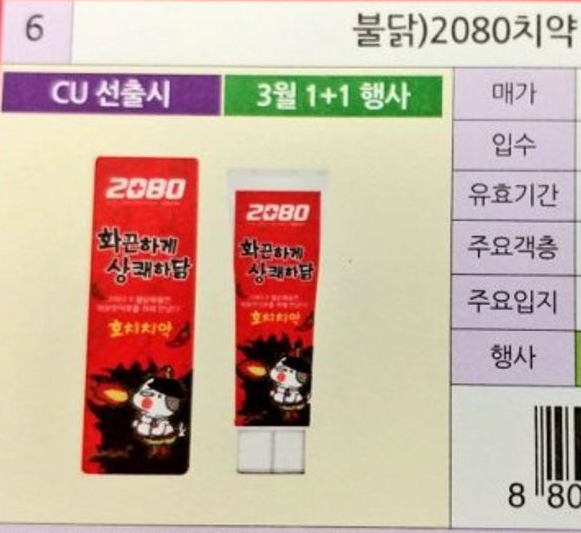 6
불닭)2080치약
CU 선출시
3월 1+1 행사
매가
입수
유효기간
주요객층
주요입지
행사
2080
화끈하게
상쾌하닭
호치치약
2080
화끈하게
상쾌하닭
호치치약
8 80